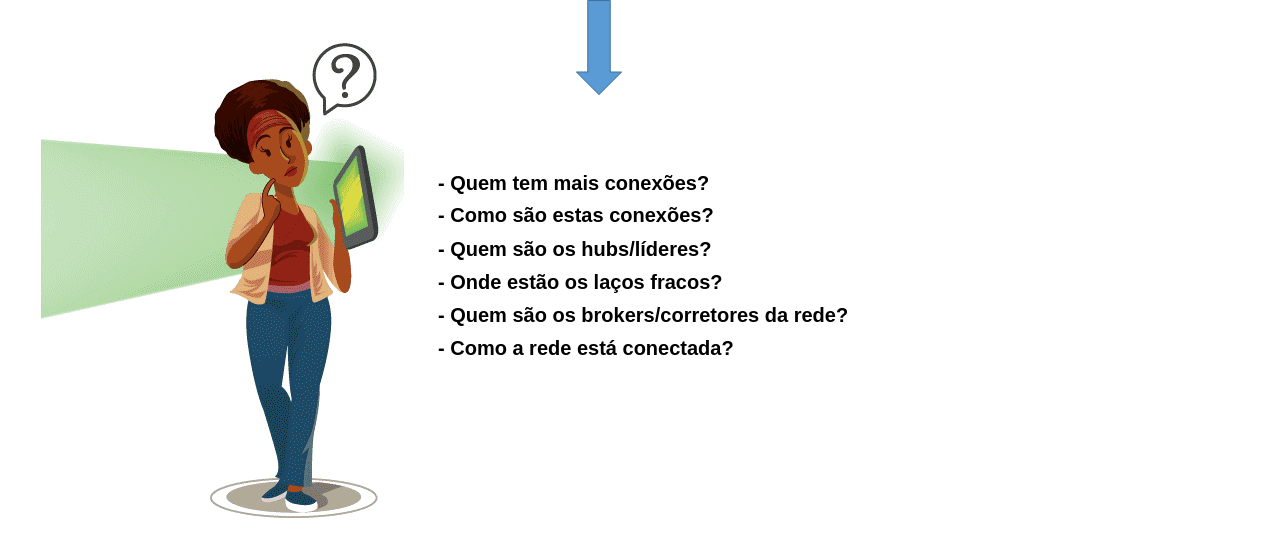 ?
- Quem tem mais conexões?
- Como são estas conexões?
- Quem são os hubs/líderes?
- Onde estão os laços fracos?
- Quem são os brokers/corretores da rede?
- Como a rede está conectada?